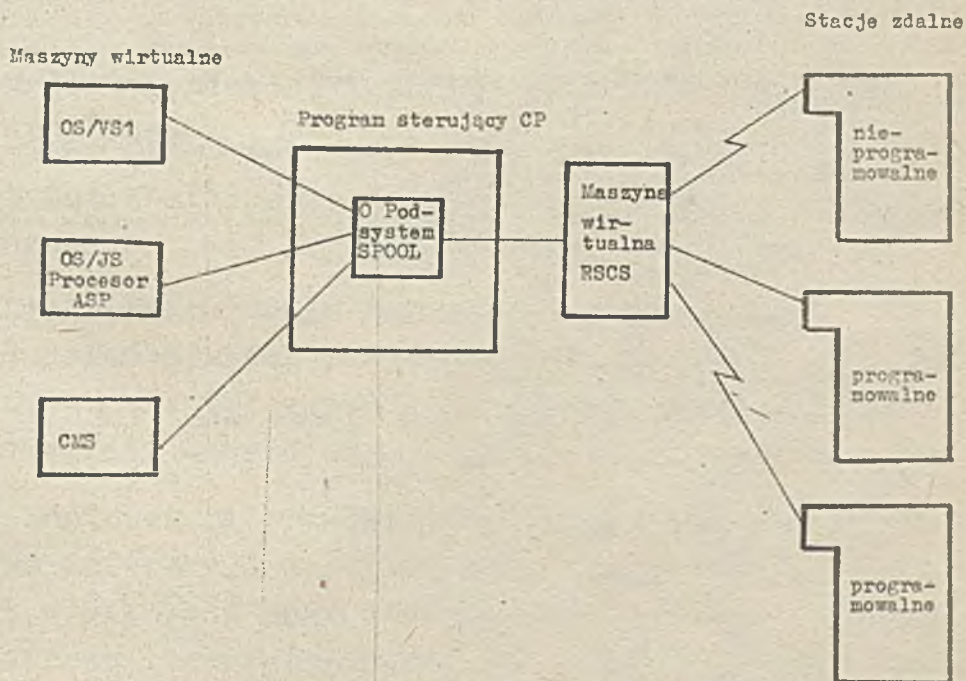 Stacje zdalne
Maszyny wirtualne
OS/VS1
Program sterujący CP
O Pod-
system
SPOOL
OS/JS
Procesor
ASP
CMS
Maszyna
wir-
tualna
RSCS
nie-
progra-
mowalne
progra-
mowalne
progra-
mowalne